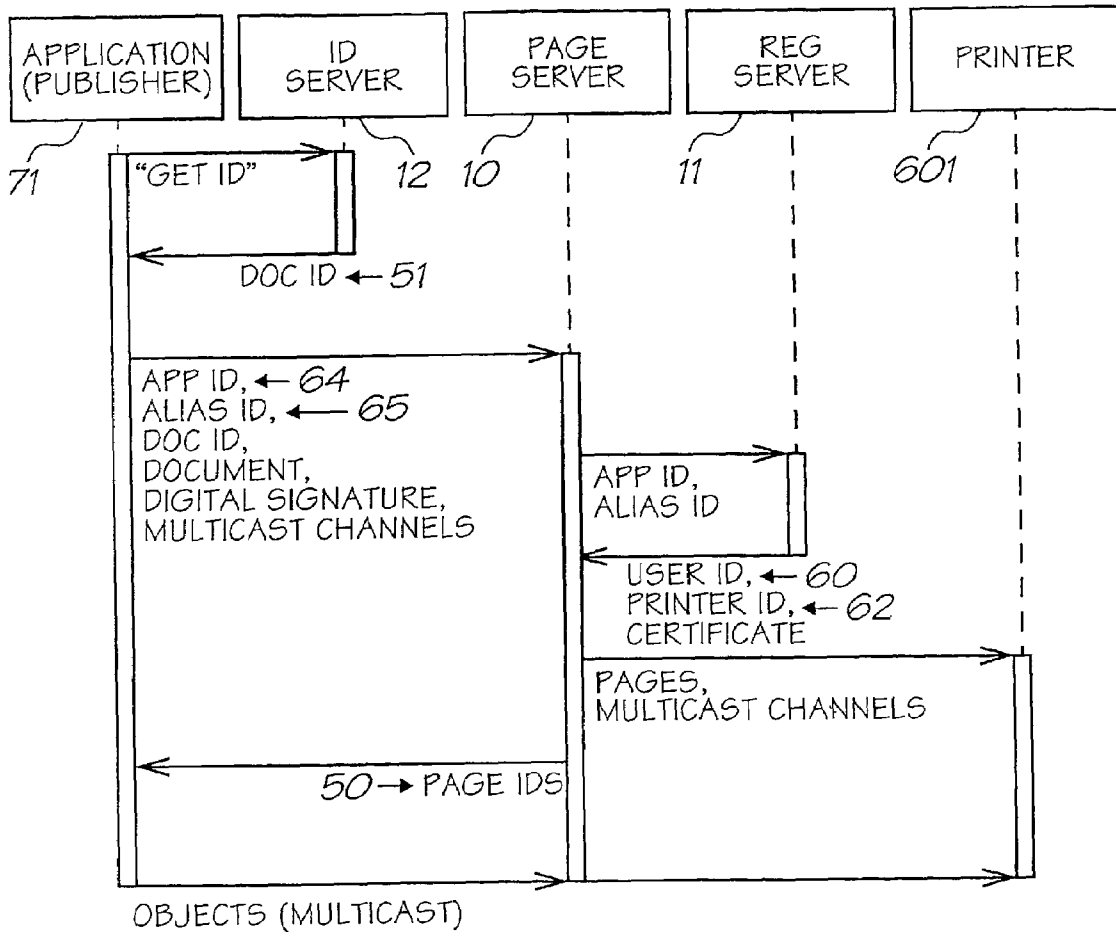 APPLICATION
(PUBLISHER)
ID
SERVER
PAGE
SERVER
REG
SERVER
PRINTER
71
12
10
11
601
"GET ID"
DOC ID ← 51
APP ID, ← 64
ALIAS ID, ← 65
DOC ID,
DOCUMENT,
DIGITAL SIGNATURE,
MULTICAST CHANNELS
APP ID,
ALIAS ID
USER ID, ← 60
PRINTER ID, ← 62
CERTIFICATE
PAGES,
MULTICAST CHANNELS
50 → PAGE IDS
OBJECTS (MULTICAST)